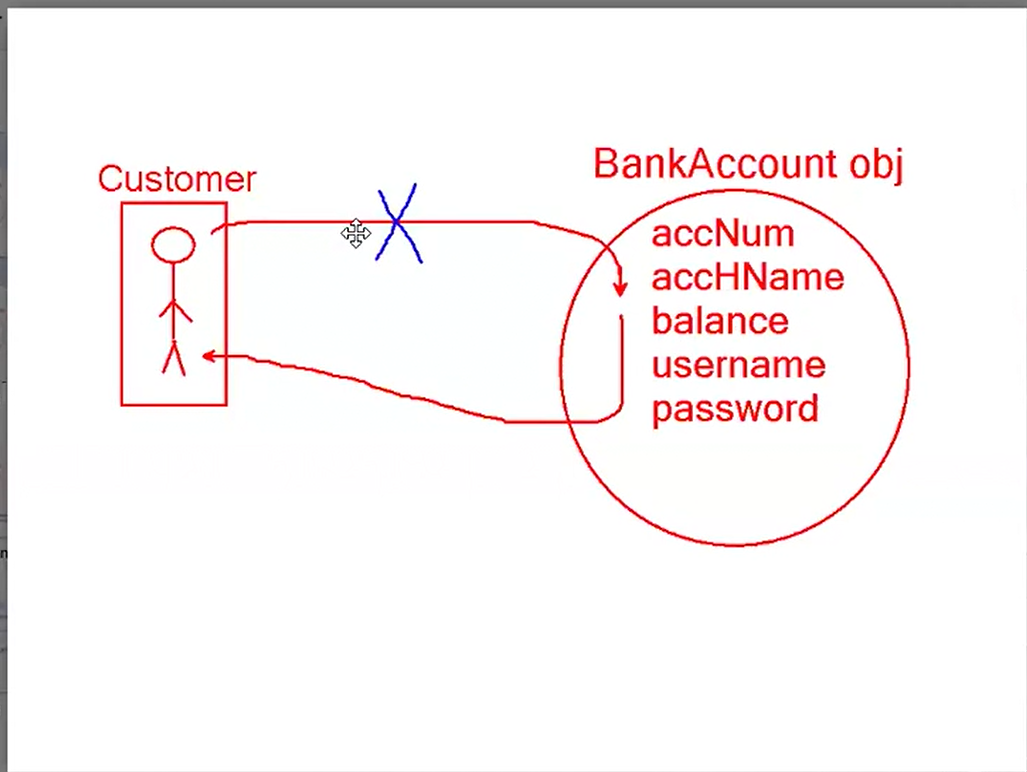 Customer
BankAccount obj
accNum
accHName
balance
username
password